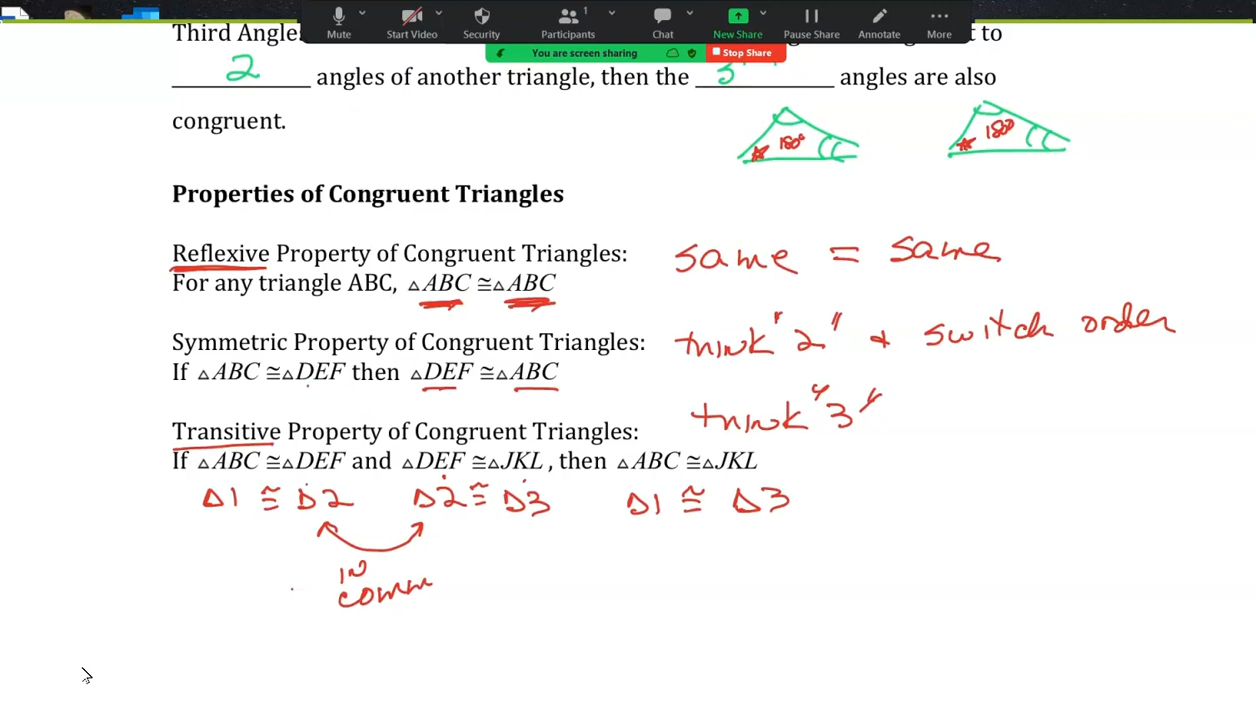 Mute Start Video Security Participants 1 Chat New Share Pause Share Annotate More
You are screen sharing Stop Share
Third Angle to
2 angles of another triangle, then the angles are also
congruent.
180° 180°
Properties of Congruent Triangles
Reflexive Property of Congruent Triangles: same = same
For any triangle ABC, △ABC ≅ △ABC
Symmetric Property of Congruent Triangles: think "2" & switch order
If △ABC ≅ △DEF then △DEF ≅ △ABC
Transitive Property of Congruent Triangles: think "3"
If △ABC ≅ △DEF and △DEF ≅ △JKL, then △ABC ≅ △JKL
△1 ≅ △2 △2 ≅ △3 △1 ≅ △3
IN
comm